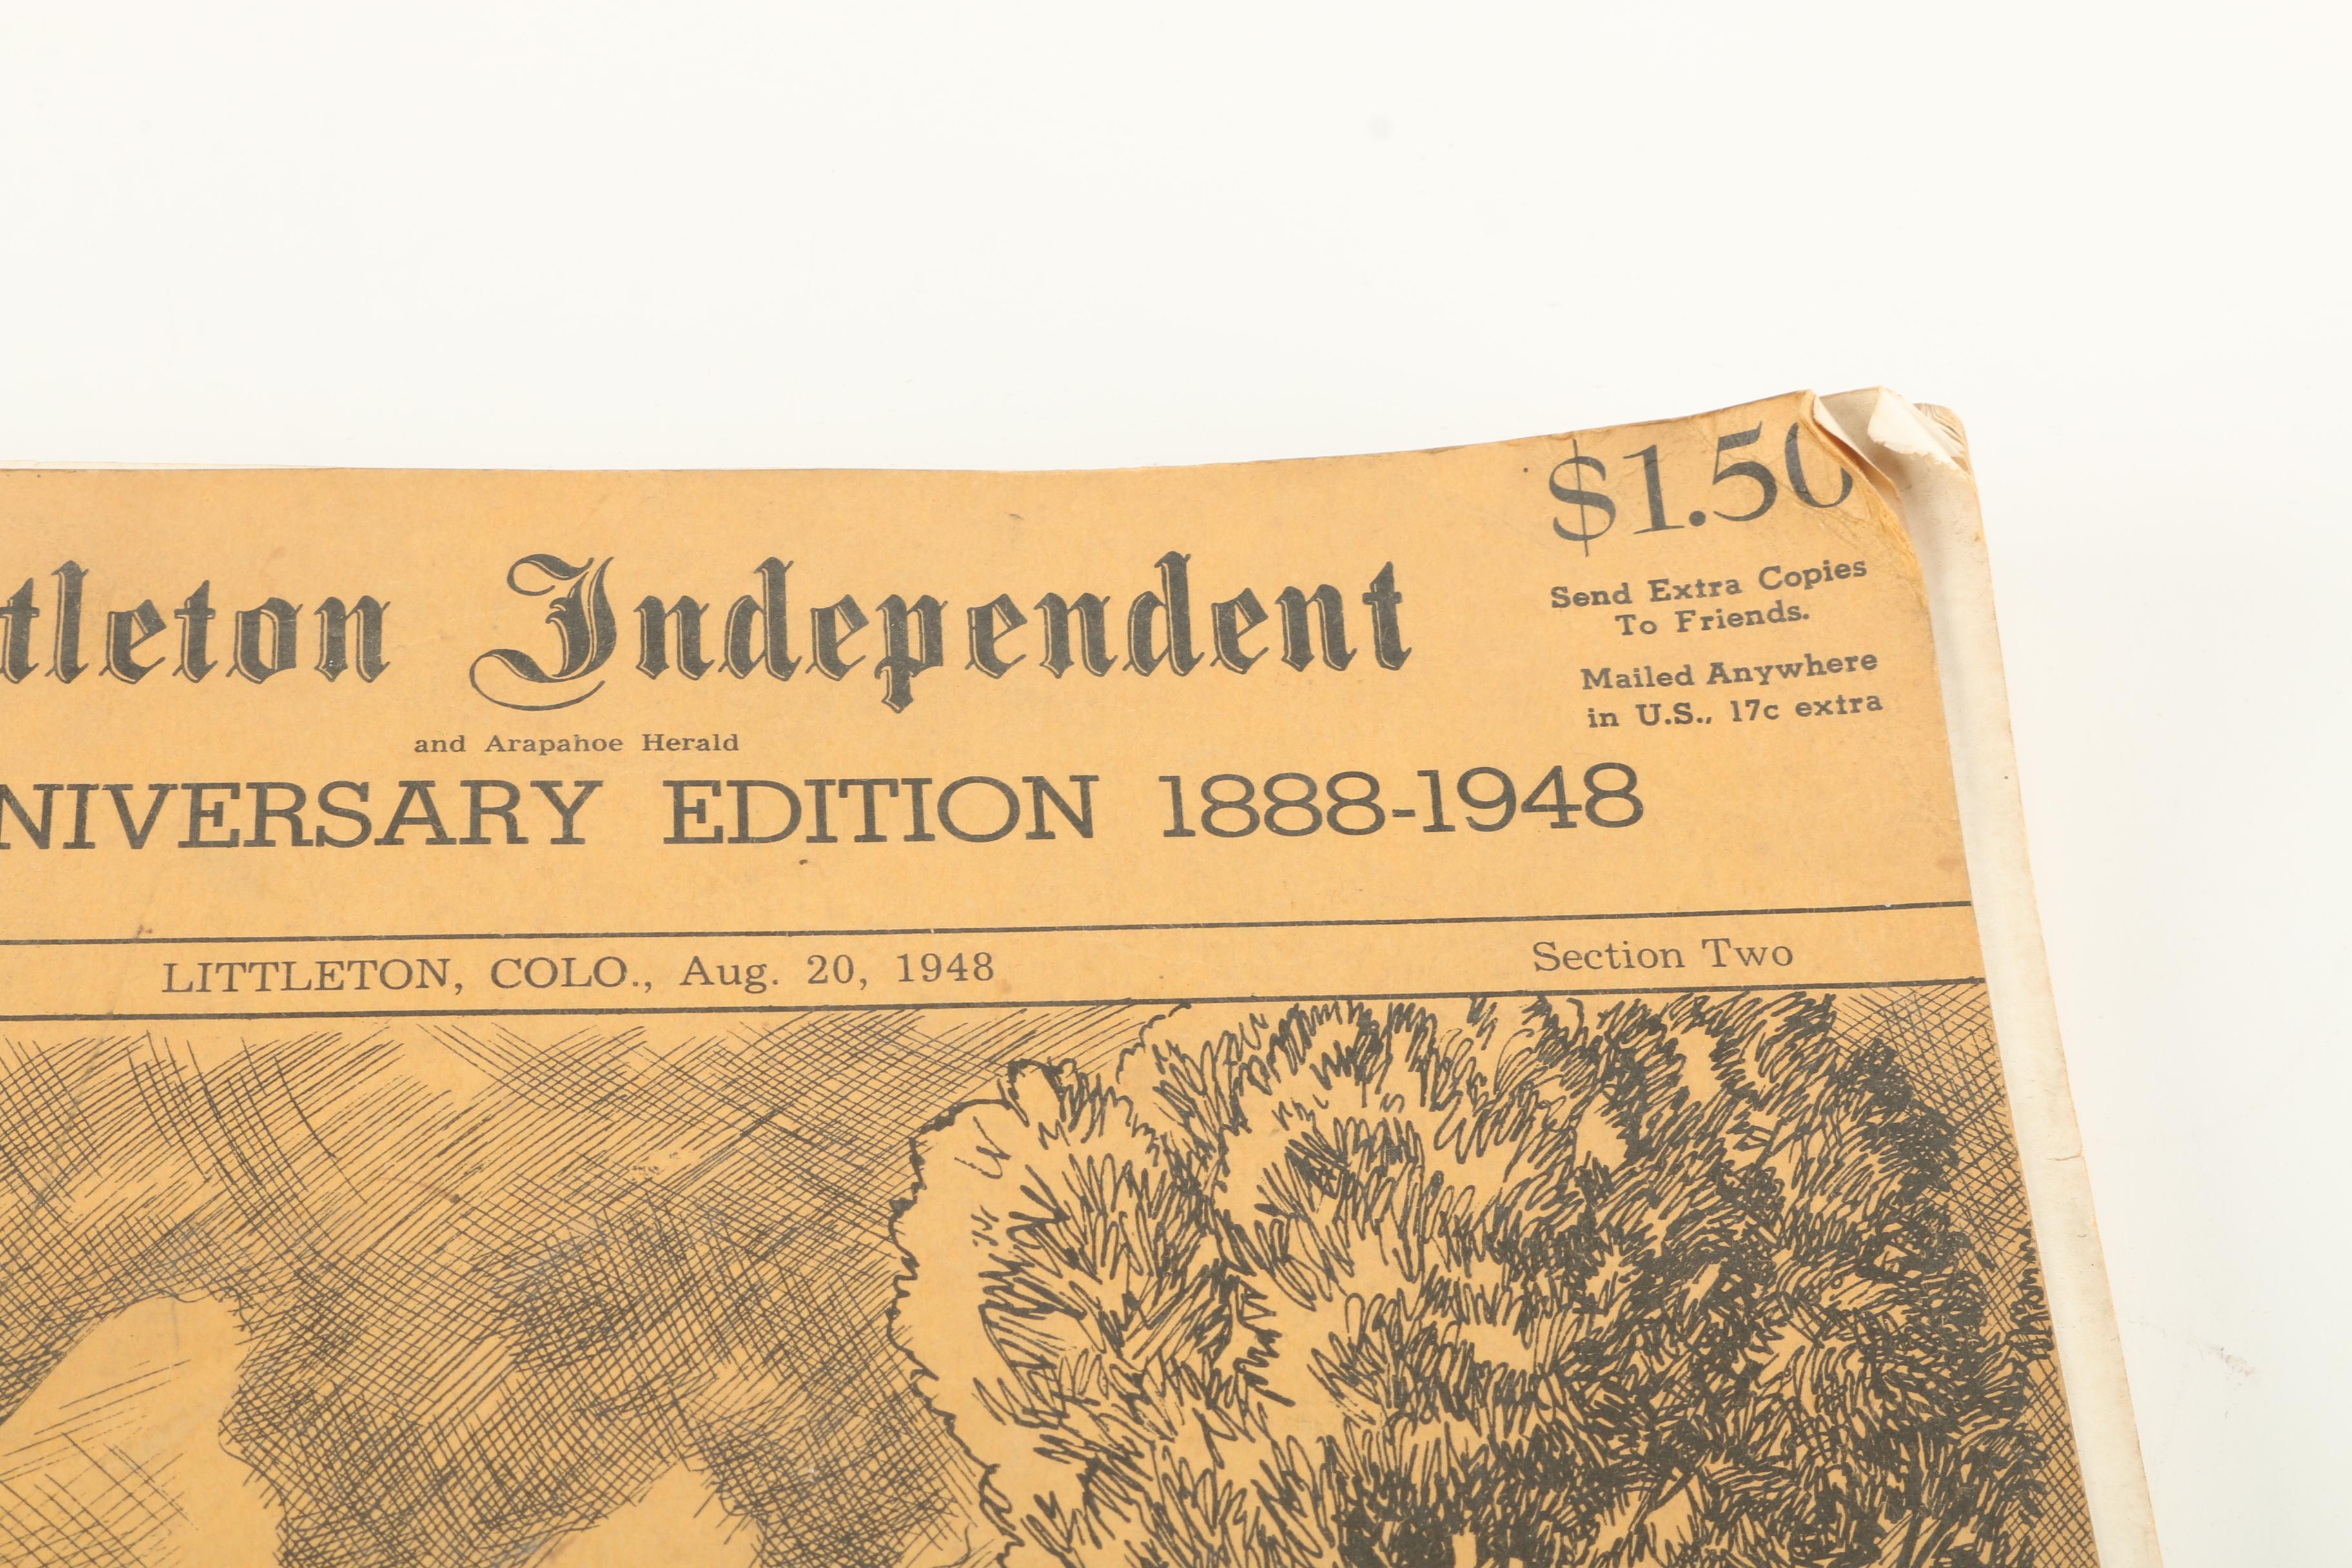 $1.50
tleton Independent
Send Extra Copies
To Friends.
Mailed Anywhere
in U.S., 17c extra
and Arapahoe Herald
NIVERSARY EDITION 1888-1948
LITTLETON, COLO., Aug. 20, 1948
Section Two